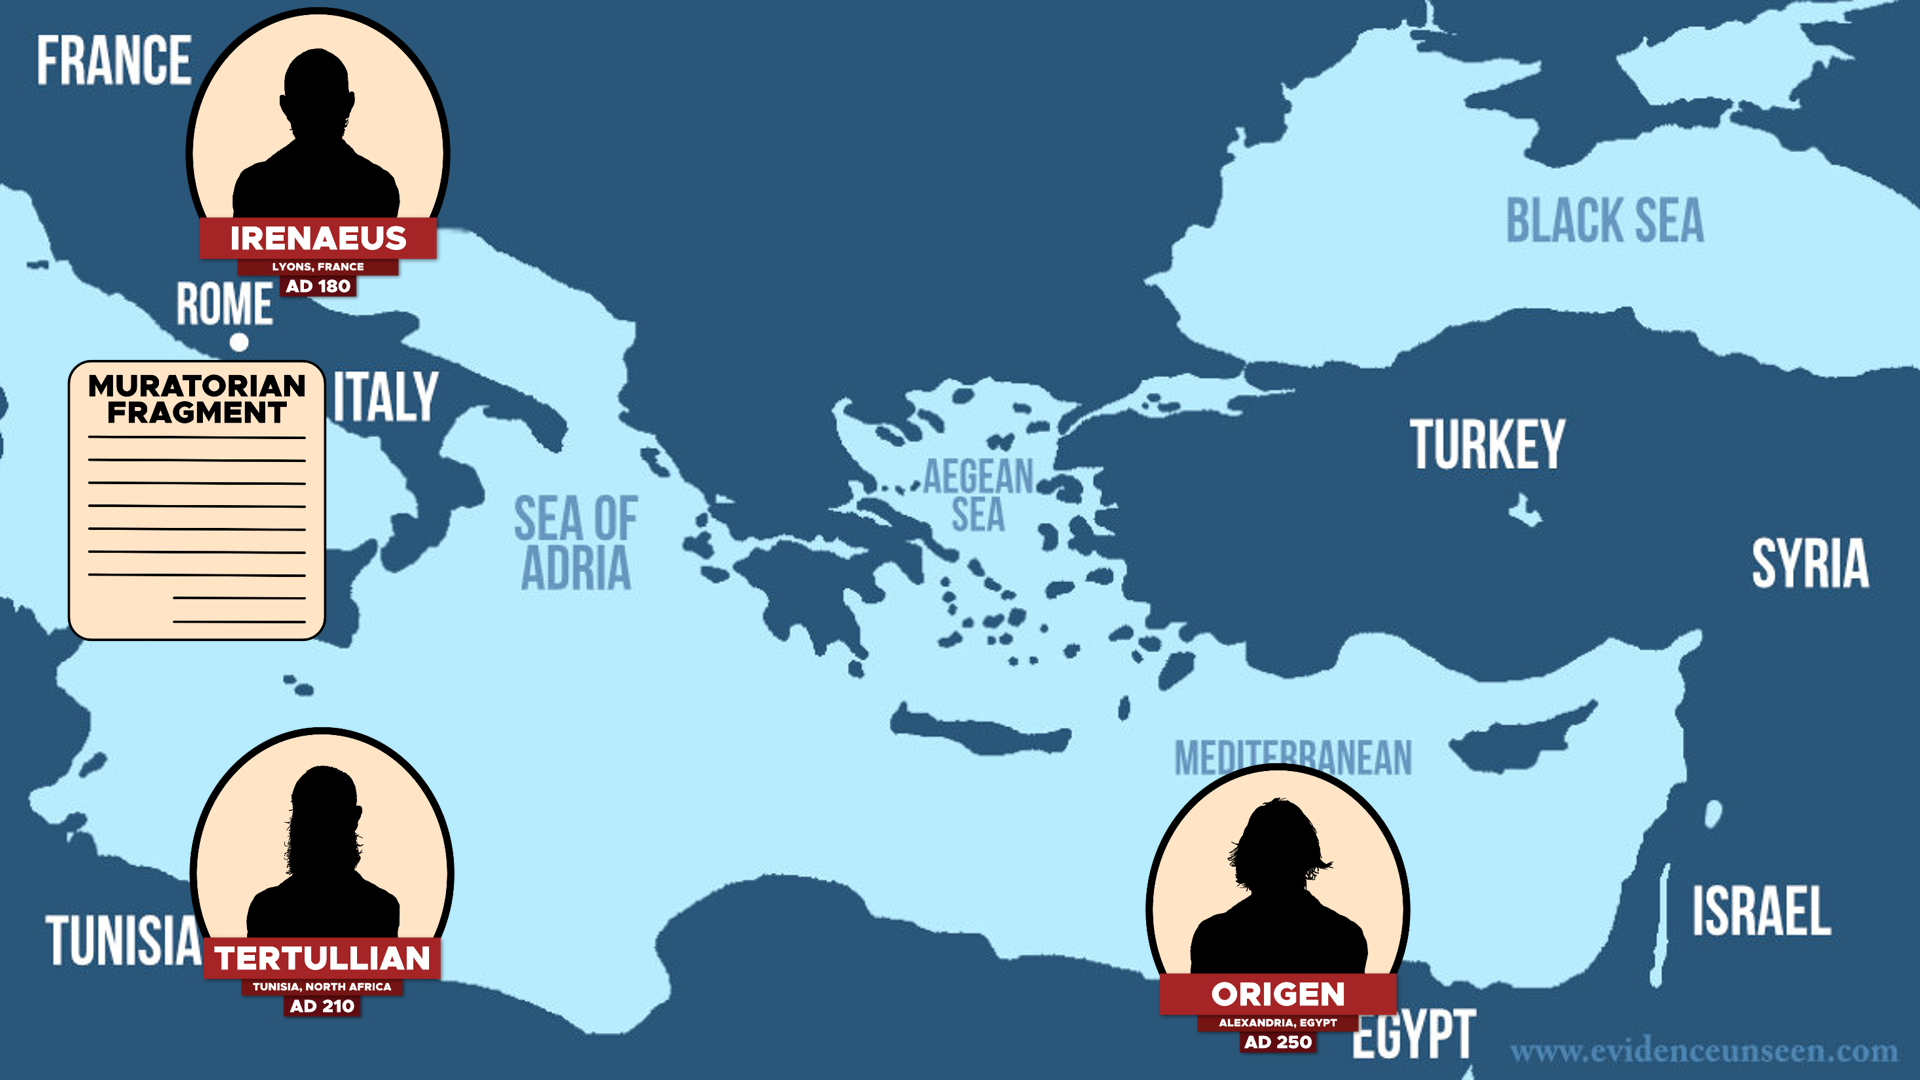 FRANCE
IRENAEUS
LYONS, FRANCE
AD 180
ROME
MURATORIAN
FRAGMENT
ITALY
SEA OF
ADRIA
AEGEAN
SEA
BLACK SEA
TURKEY
SYRIA
MEDITERRANEAN
TUNISIA
TERTULLIAN
TUNISIA, NORTH AFRICA
AD 210
ORIGEN
ALEXANDRIA, EGYPT
AD 250
EGYPT
ISRAEL
www.evidenceunseen.com